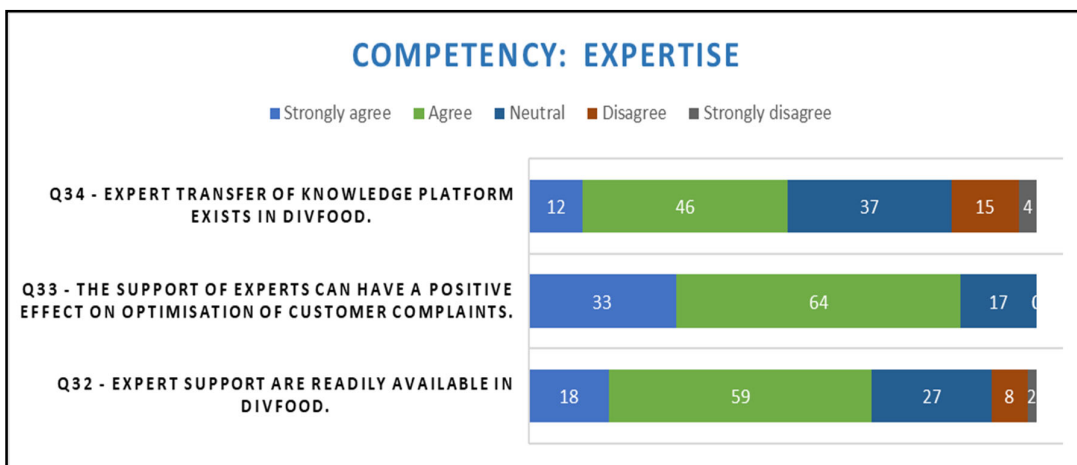 COMPETENCY: EXPERTISE
Strongly agree Agree Neutral Disagree Strongly disagree
Q34 - EXPERT TRANSFER OF KNOWLEDGE PLATFORM
EXISTS IN DIVFOOD.
12 46 37 15 4
Q33 - THE SUPPORT OF EXPERTS CAN HAVE A POSITIVE
EFFECT ON OPTIMISATION OF CUSTOMER COMPLAINTS.
33 64 17 0
Q32 - EXPERT SUPPORT ARE READILY AVAILABLE IN
DIVFOOD.
18 59 27 8 2